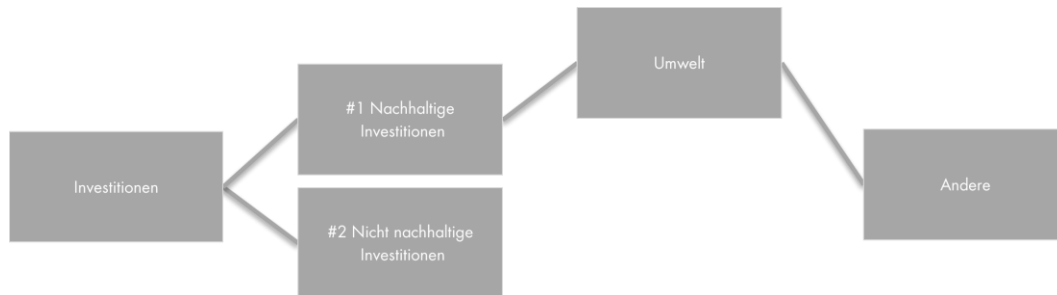 Umwelt
#1 Nachhaltige
Investitionen
Investitionen
Andere
#2 Nicht nachhaltige
Investitionen